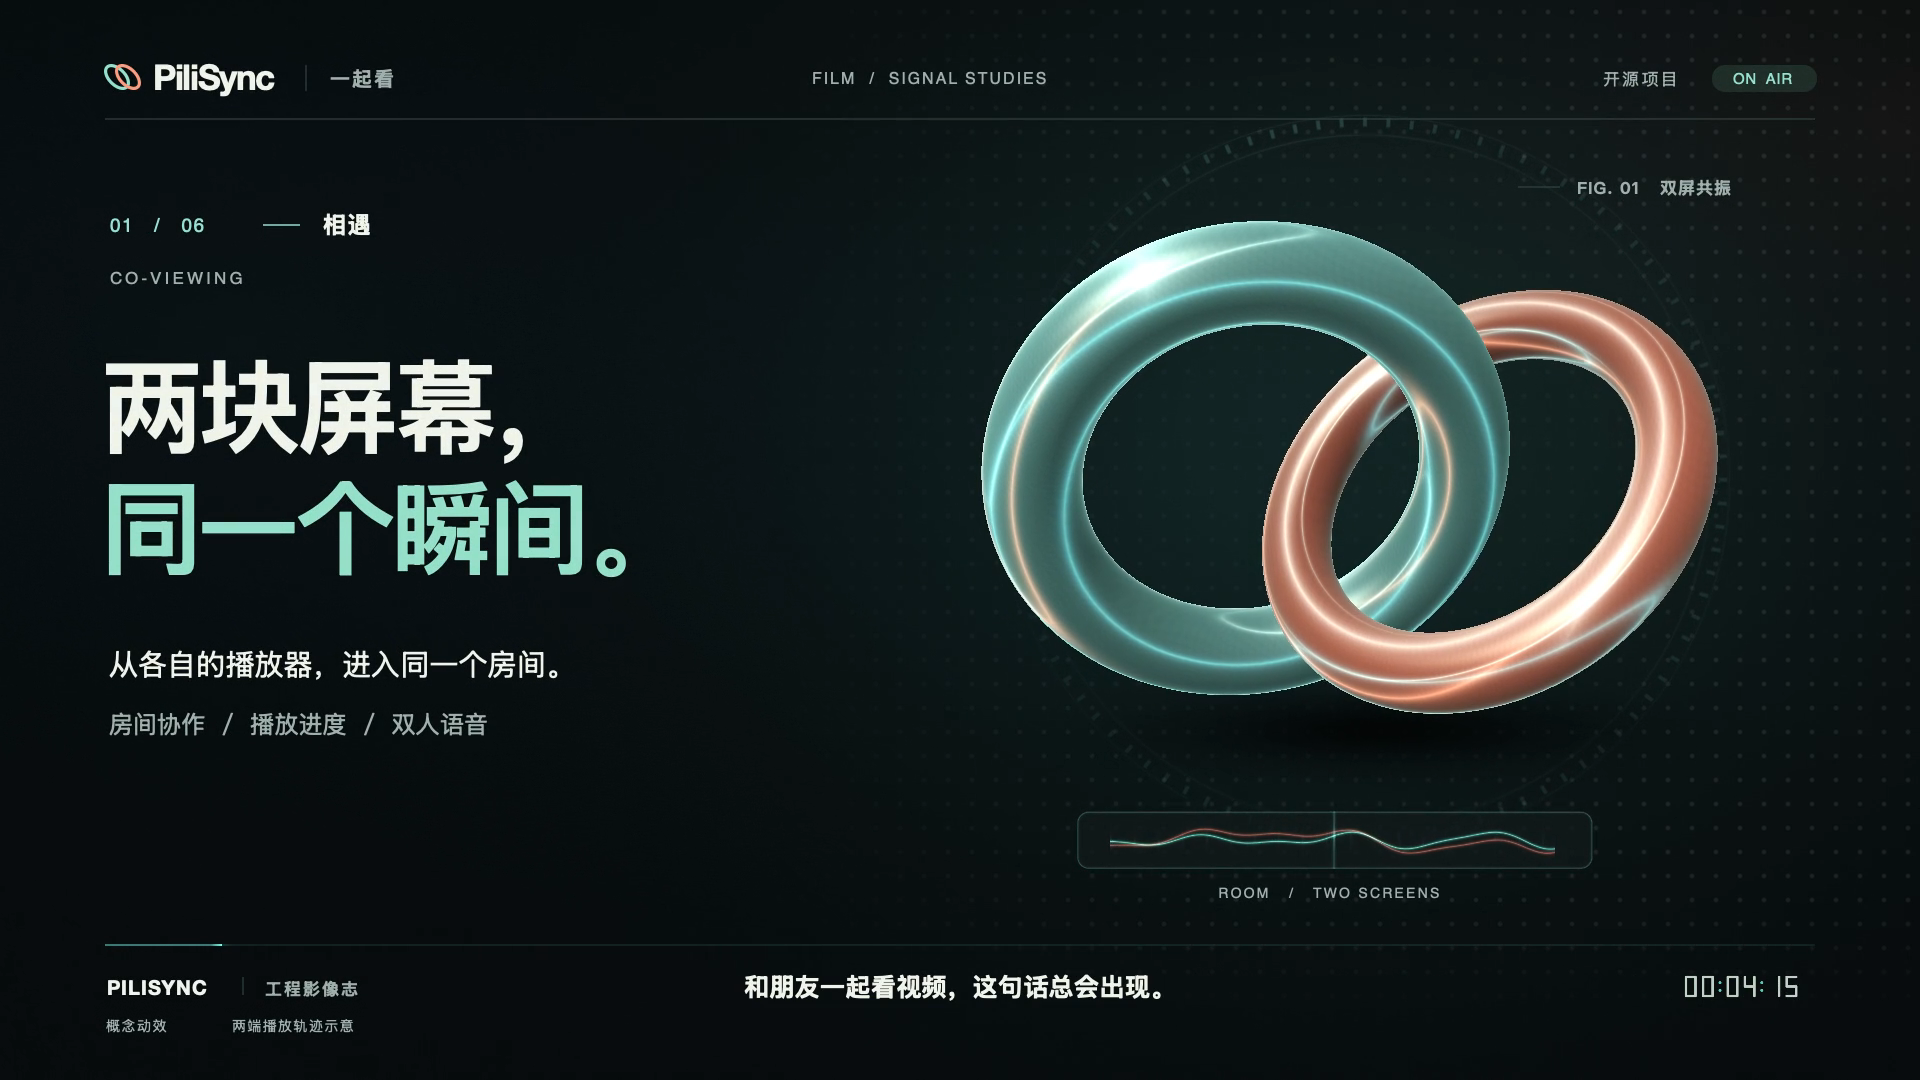 PiliSync 一起看
FILM / SIGNAL STUDIES
开源项目 ON AIR
FIG. 01 双屏共振
01 / 06 — 相遇
CO-VIEWING
两块屏幕，
同一个瞬间。
从各自的播放器，进入同一个房间。
房间协作 / 播放进度 / 双人语音
ROOM / TWO SCREENS
PILISYNC 工程影像志
概念动效 两端播放轨迹示意
和朋友一起看视频，这句话总会出现。
00:04:15